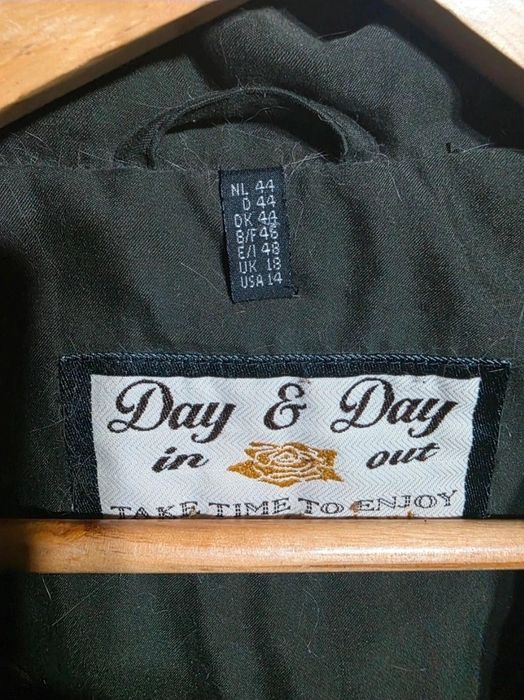 NL 44
D 44
DK 44
B/F 46
E/I 48
UK 18
USA 14
Day & Day
in out
TAKE TIME TO ENJOY